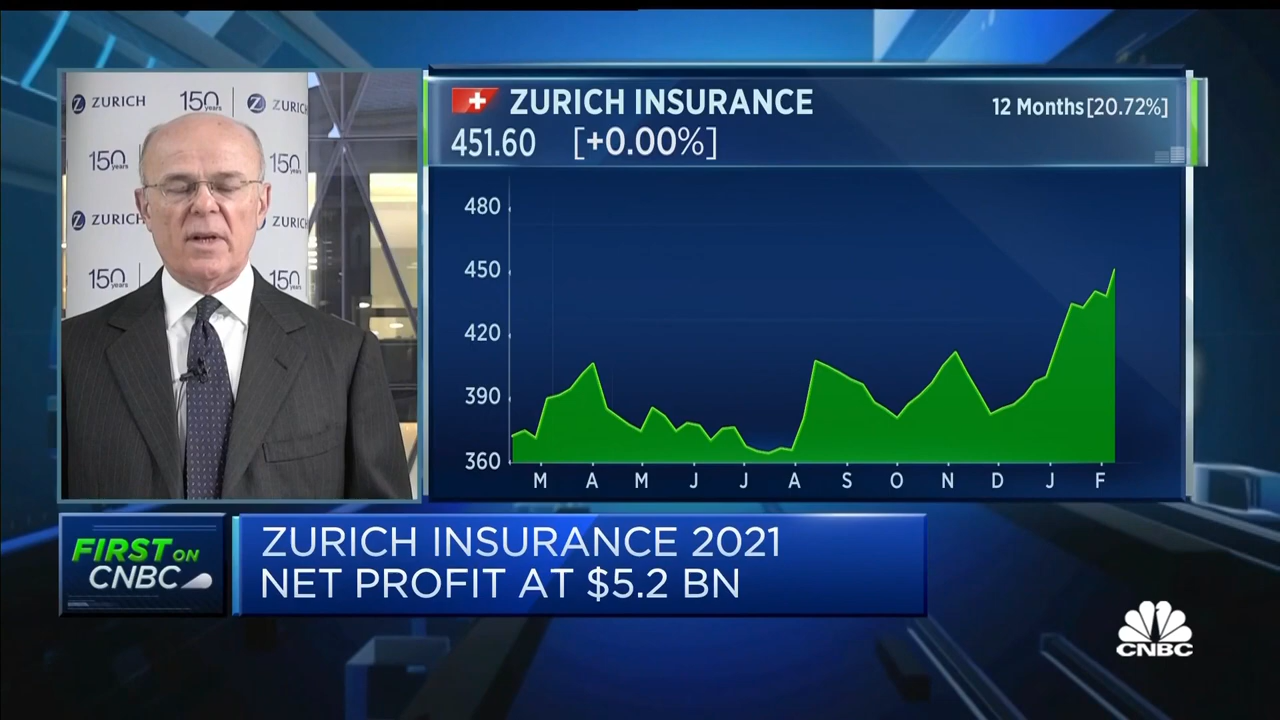 ZURICH 150 years ZURICH
150 years 150 years
ZURICH ZURICH
150 years 150 years
ZURICH INSURANCE
12 Months[20.72%]
451.60 [+0.00%]
480
450
420
390
360
M A M J J A S O N D J F
FIRST ON
CNBC
ZURICH INSURANCE 2021
NET PROFIT AT $5.2 BN
CNBC